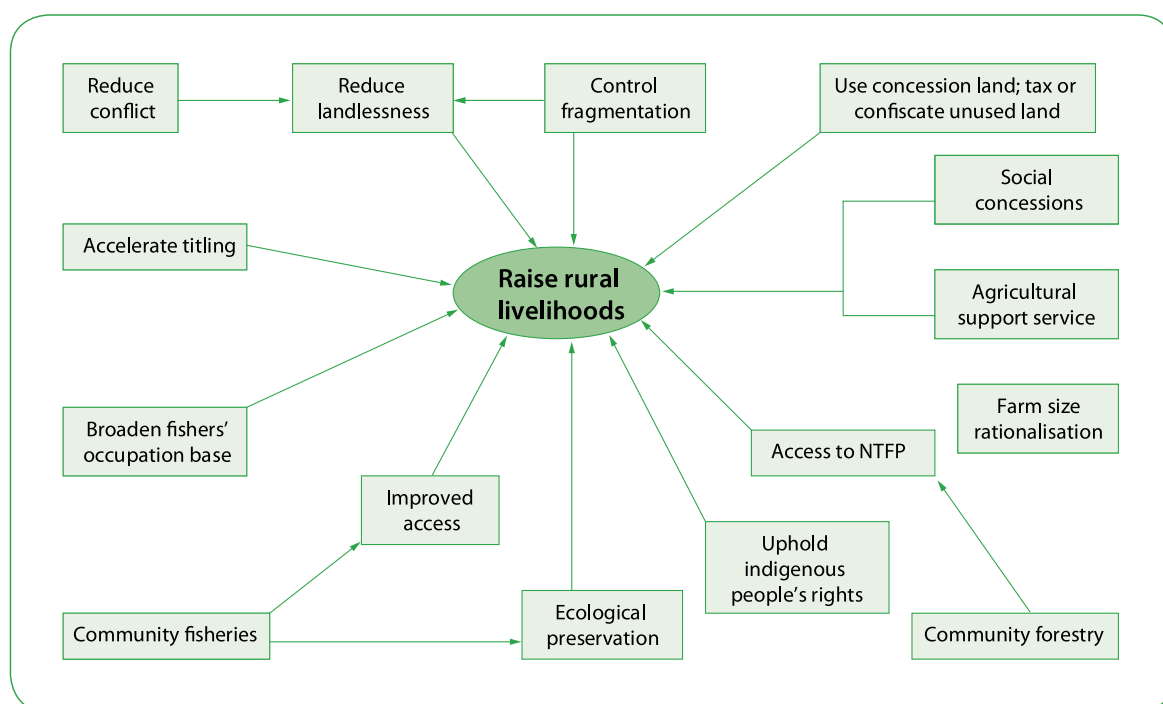 Reduce
conflict
Reduce
landlessness
Control
fragmentation
Use concession land; tax or
confiscate unused land
Social
concessions
Accelerate titling
Raise rural
livelihoods
Agricultural
support service
Broaden fishers’
occupation base
Farm size
rationalisation
Access to NTFP
Improved
access
Uphold
indigenous
people’s rights
Community fisheries
Ecological
preservation
Community forestry